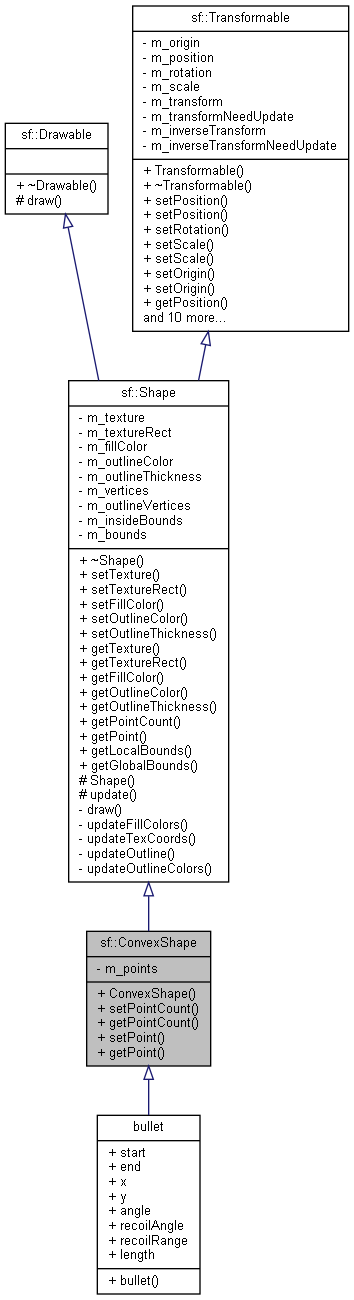 sf::Transformable
- m_origin
- m_position
- m_rotation
- m_scale
- m_transform
- m_transformNeedUpdate
- m_inverseTransform
- m_inverseTransformNeedUpdate
+ Transformable()
+ ~Transformable()
+ setPosition()
+ setPosition()
+ setRotation()
+ setScale()
+ setScale()
+ setOrigin()
+ setOrigin()
+ getPosition()
and 10 more...
sf::Drawable
+ ~Drawable()
# draw()
sf::Shape
- m_texture
- m_textureRect
- m_fillColor
- m_outlineColor
- m_outlineThickness
- m_vertices
- m_outlineVertices
- m_insideBounds
- m_bounds
+ ~Shape()
+ setTexture()
+ setTextureRect()
+ setFillColor()
+ setOutlineColor()
+ setOutlineThickness()
+ getTexture()
+ getTextureRect()
+ getFillColor()
+ getOutlineColor()
+ getOutlineThickness()
+ getPointCount()
+ getPoint()
+ getLocalBounds()
+ getGlobalBounds()
# Shape()
# update()
- draw()
- updateFillColors()
- updateTexCoords()
- updateOutline()
- updateOutlineColors()
sf::ConvexShape
- m_points
+ ConvexShape()
+ setPointCount()
+ getPointCount()
+ setPoint()
+ getPoint()
bullet
+ start
+ end
+ x
+ y
+ angle
+ recoilAngle
+ recoilRange
+ length
+ bullet()